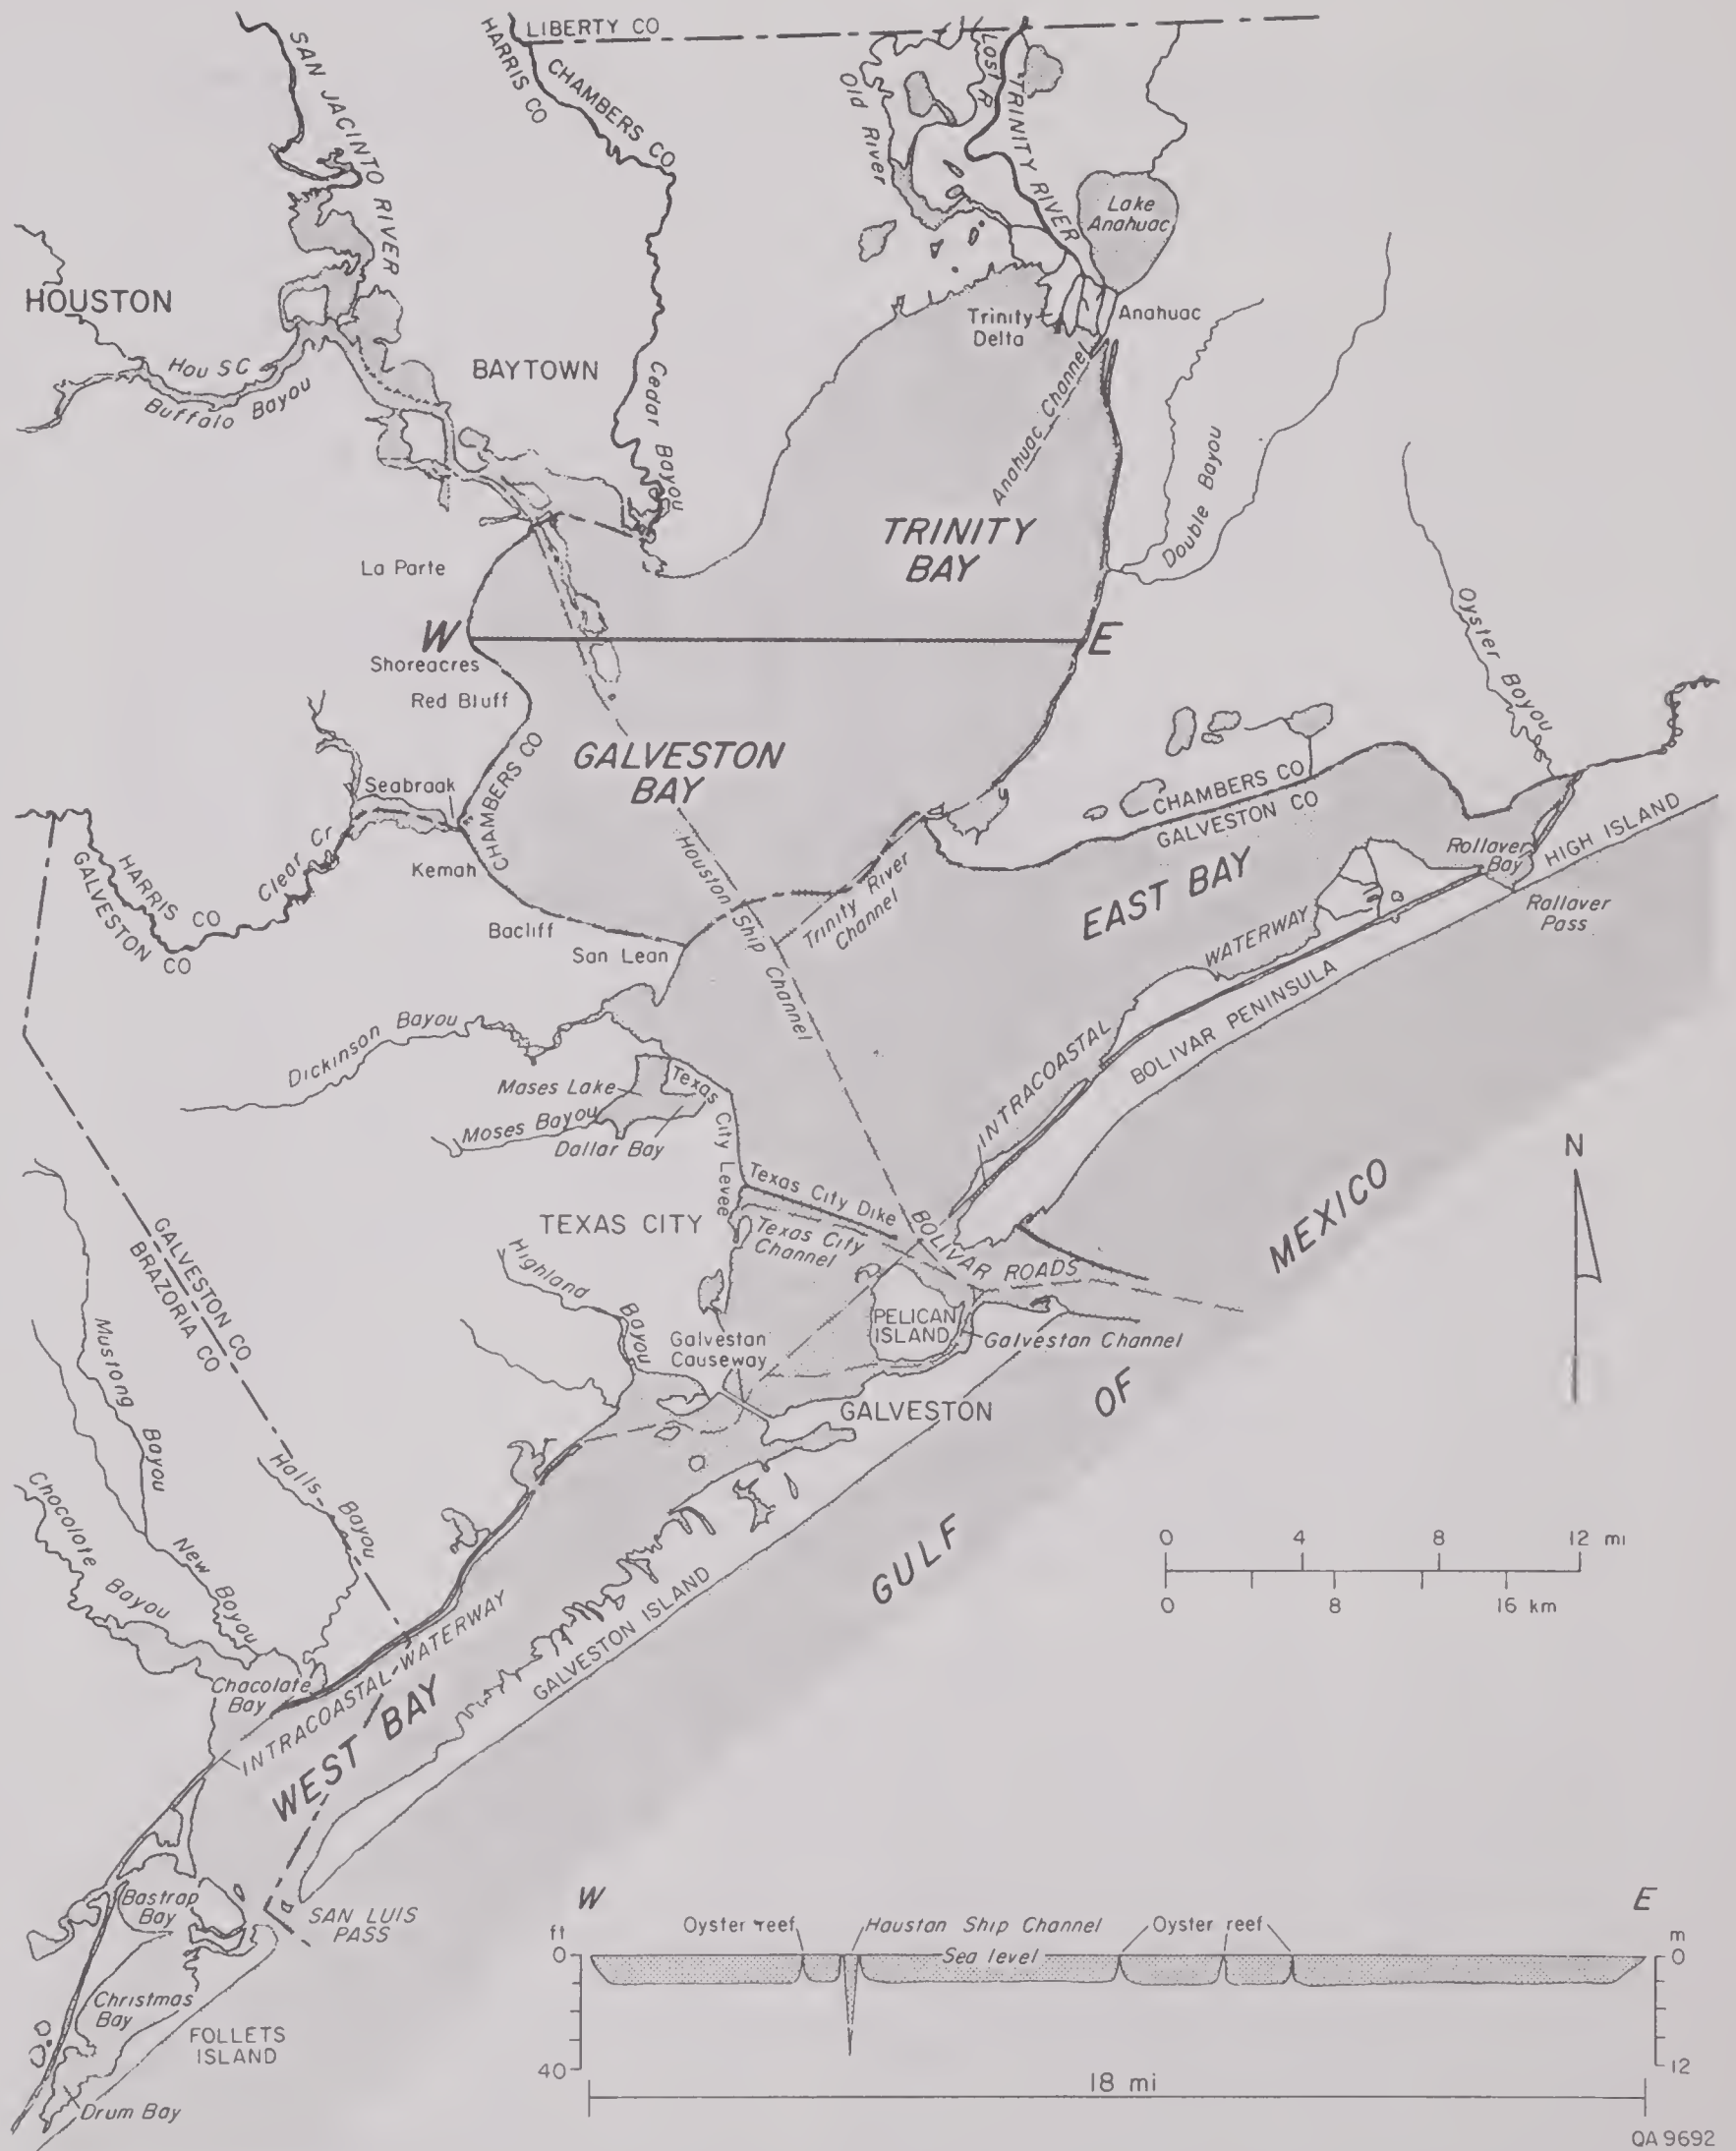 LIBERTY CO
HARRIS CO
CHAMBERS CO
SAN JACINTO RIVER
Old River
Lost R
TRINITY RIVER
Lake
Anahuac
HOUSTON
Trinity
Delta
Anahuac
Hou SC
Buffalo Bayou
BAYTOWN
Cedar Bayou
Anahuac Channel
Double Bayou
TRINITY
BAY
La Parte
Oyster Boyou
W
E
Shoreacres
Red Bluff
GALVESTON
BAY
CHAMBERS CO
Seabraak
CHAMBERS CO
GALVESTON CO
Clear Cr
HARRIS CO
GALVESTON CO
Kemah
Houston Ship Channel
Trinity River
Channel
EAST BAY
Rollover
Bay
HIGH ISLAND
Rallaver
Pass
Bacliff
San Lean
INTRACOASTAL WATERWAY
BOLIVAR PENINSULA
Dickinson Bayou
Mases Lake
Moses Bayou
Dallar Bay
Texas City Levee
Texas City Dike
Texas City
Channel
TEXAS CITY
BOLIVAR ROADS
N
GULF OF MEXICO
Highland Bayou
PELICAN
ISLAND
Galvestan Channel
Galvestan
Causeway
GALVESTON
GALVESTON CO
BRAZORIA CO
Mustong Bayou
Halls Bayou
Chocolate Bayou
New Bayou
0 4 8 12 mi
0 8 16 km
GALVESTON ISLAND
Chacolate
Bay
INTRACOASTAL WATERWAY
WEST BAY
Bastrap
Bay
SAN LUIS
PASS
Christmas
Bay
FOLLETS
ISLAND
Drum Bay
W
E
ft
Oyster reef
Haustan Ship Channel
Oyster reef
m
0
Sea level
0
40
12
18 mi
QA 9692